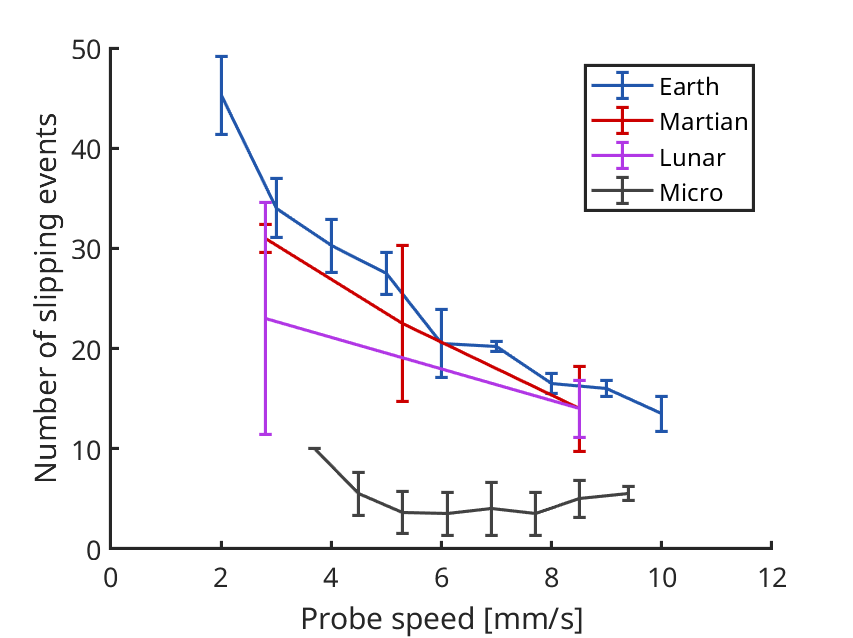 50
40
30
20
10
0
Number of slipping events
Earth
Martian
Lunar
Micro
0 2 4 6 8 10 12
Probe speed [mm/s]